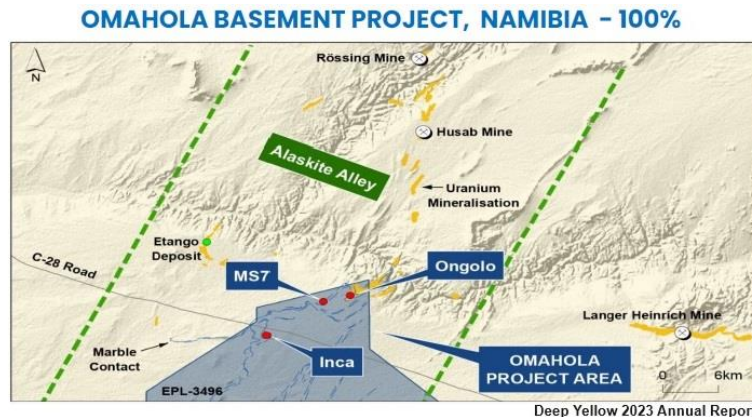 OMAHOLA BASEMENT PROJECT, NAMIBIA - 100%
N
Rössing Mine
Husab Mine
Alaskite Alley
Uranium
Mineralisation
Etango
Deposit
C-28 Road
MS7
Ongolo
Langer Heinrich Mine
Marble
Contact
Inca
OMAHOLA
PROJECT AREA
0 6km
EPL-3496
Deep Yellow 2023 Annual Repor